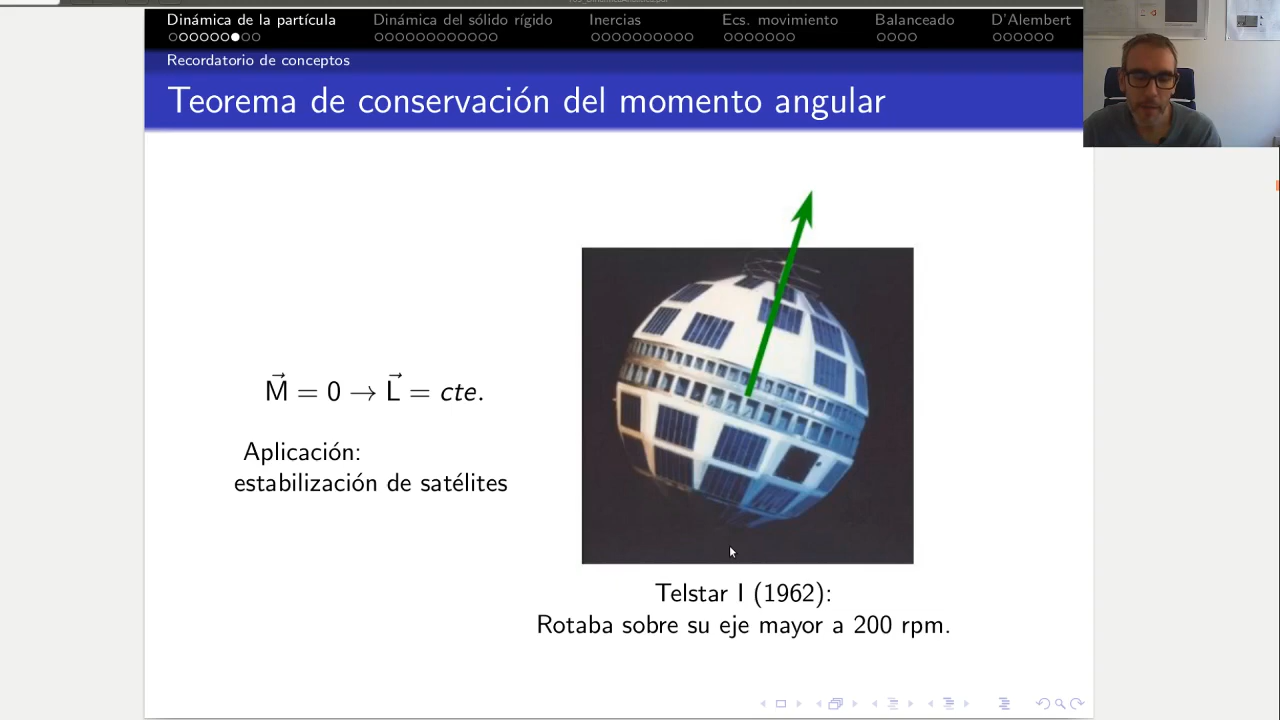 Dinámica de la partícula Dinámica del sólido rígido Inercias Ecs. movimiento Balanceado D'Alembert
Recordatorio de conceptos
Teorema de conservación del momento angular
M⃗ = 0 → L⃗ = cte.
Aplicación:
estabilización de satélites
Telstar I (1962):
Rotaba sobre su eje mayor a 200 rpm.